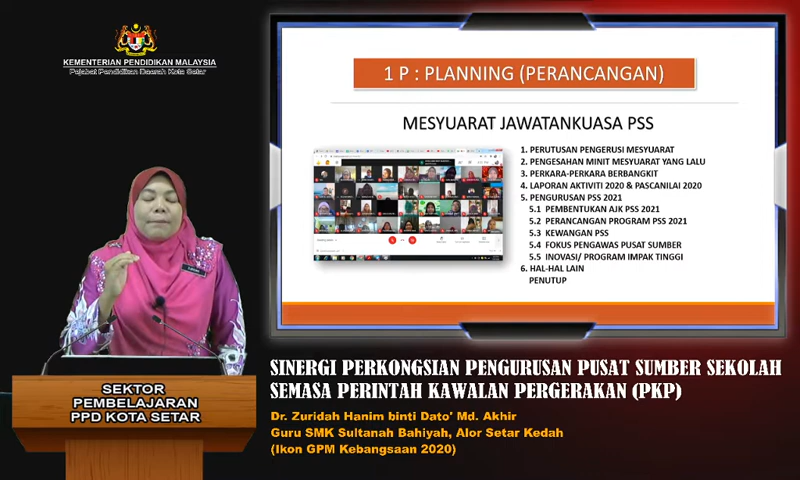 KEMENTERIAN PENDIDIKAN MALAYSIA
Pejabat Pendidikan Daerah Kota Setar
1 P : PLANNING (PERANCANGAN)
MESYUARAT JAWATANKUASA PSS
1. PERUTUSAN PENGERUSI MESYUARAT
2. PENGESAHAN MINIT MESYUARAT YANG LALU
3. PERKARA-PERKARA BERBANGKIT
4. LAPORAN AKTIVITI 2020 & PASCANILAI 2020
5. PENGURUSAN PSS 2021
5.1 PEMBENTUKAN AJK PSS 2021
5.2 PERANCANGAN PROGRAM PSS 2021
5.3 KEWANGAN PSS
5.4 FOKUS PENGAWAS PUSAT SUMBER
5.5 INOVASI/ PROGRAM IMPAK TINGGI
6. HAL-HAL LAIN
PENUTUP
SEKTOR
PEMBELAJARAN
PPD KOTA SETAR
SINERGI PERKONGSIAN PENGURUSAN PUSAT SUMBER SEKOLAH
SEMASA PERINTAH KAWALAN PERGERAKAN (PKP)
Dr. Zuridah Hanim binti Dato' Md. Akhir
Guru SMK Sultanah Bahiyah, Alor Setar Kedah
(Ikon GPM Kebangsaan 2020)